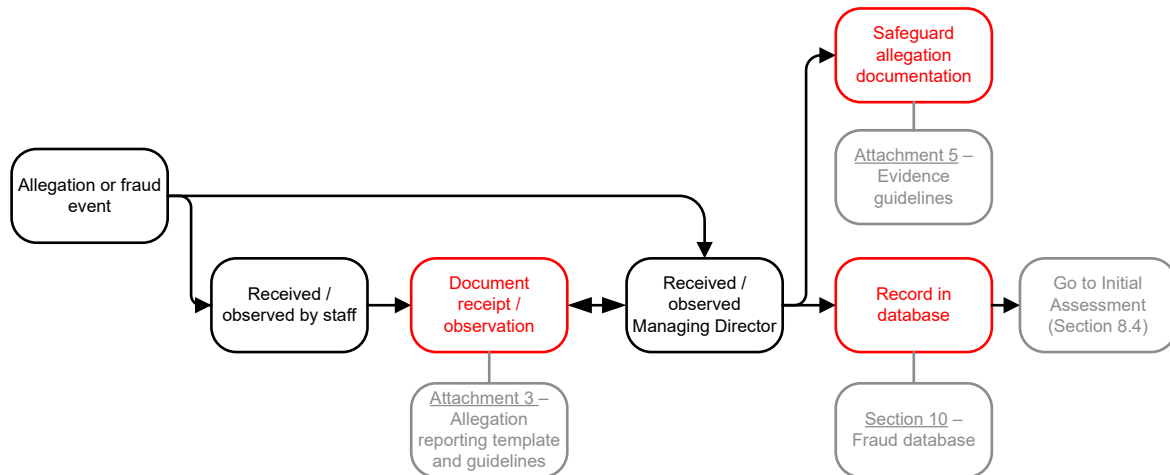 Safeguard
allegation
documentation
Attachment 5 –
Evidence
guidelines
Allegation or fraud
event
Received /
observed by staff
Document
receipt /
observation
Attachment 3 –
Allegation
reporting template
and guidelines
Received /
observed
Managing Director
Record in
database
Section 10 –
Fraud database
Go to Initial
Assessment
(Section 8.4)